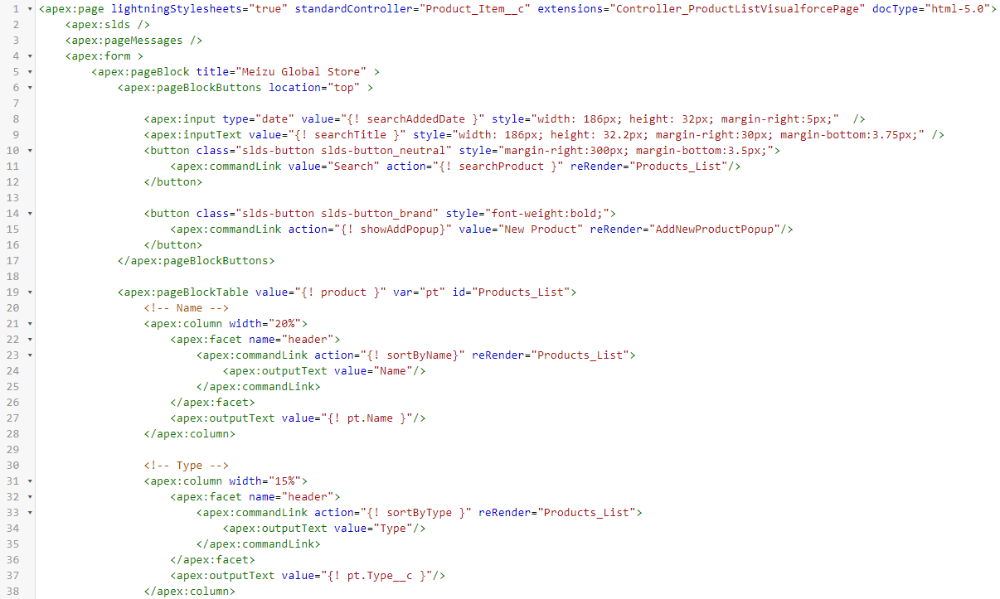 1 <apex:page lightningStylesheets="true" standardController="Product_Item__c" extensions="Controller_ProductListVisualforcePage" docType="html-5.0">
2 <apex:slds />
3 <apex:pageMessages />
4 <apex:form >
5 <apex:pageBlock title="Meizu Global Store" >
6 <apex:pageBlockButtons location="top" >
7
8 <apex:input type="date" value="{! searchAddedDate }" style="width: 186px; height: 32px; margin-right:5px;"  />
9 <apex:inputText value="{! searchTitle }" style="width: 186px; height: 32.2px; margin-right:30px; margin-bottom:3.75px;" />
10 <button class="slds-button slds-button_neutral" style="margin-right:300px; margin-bottom:3.5px;">
11 <apex:commandLink value="Search" action="{! searchProduct }" reRender="Products_List"/>
12 </button>
13
14 <button class="slds-button slds-button_brand" style="font-weight:bold;">
15 <apex:commandLink action="{! showAddPopup}" value="New Product" reRender="AddNewProductPopup"/>
16 </button>
17 </apex:pageBlockButtons>
18
19 <apex:pageBlockTable value="{! product }" var="pt" id="Products_List">
20 <!-- Name -->
21 <apex:column width="20%">
22 <apex:facet name="header">
23 <apex:commandLink action="{! sortByName}" reRender="Products_List">
24 <apex:outputText value="Name"/>
25 </apex:commandLink>
26 </apex:facet>
27 <apex:outputText value="{! pt.Name }"/>
28 </apex:column>
29
30 <!-- Type -->
31 <apex:column width="15%">
32 <apex:facet name="header">
33 <apex:commandLink action="{! sortByType }" reRender="Products_List">
34 <apex:outputText value="Type"/>
35 </apex:commandLink>
36 </apex:facet>
37 <apex:outputText value="{! pt.Type__c }"/>
38 </apex:column>